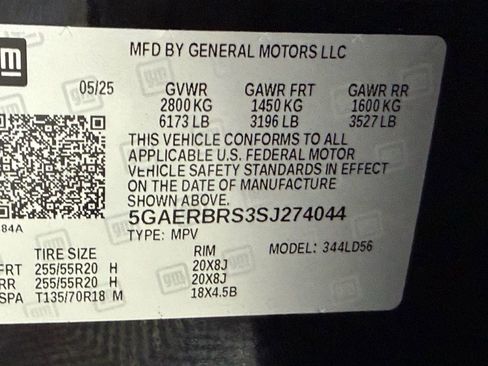 gm
MFD BY GENERAL MOTORS LLC
05/25 GVWR GAWR FRT GAWR RR
2800 KG 1450 KG 1600 KG
6173 LB 3196 LB 3527 LB
THIS VEHICLE CONFORMS TO ALL
APPLICABLE U.S. FEDERAL MOTOR
VEHICLE SAFETY STANDARDS IN EFFECT
ON THE DATE OF MANUFACTURE
SHOWN ABOVE.
84A
5GAERBRS3SJ274044
TYPE: MPV MODEL: 344LD56
TIRE SIZE RIM
FRT 255/55R20 H 20X8J
RR 255/55R20 H 20X8J
SPA T135/70R18 M 18X4.5B